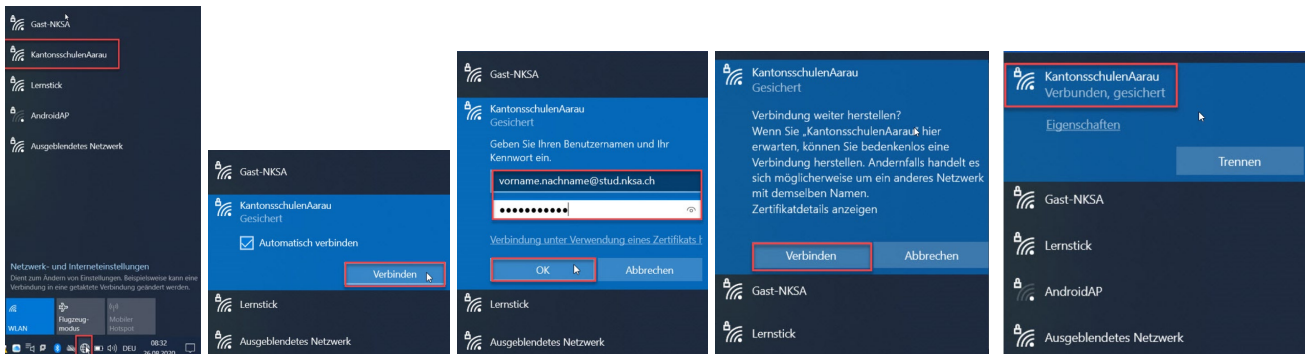 Gast-NKSA
KantonsschulenAarau
Lernstick
AndroidAP
Ausgeblendetes Netzwerk
Netzwerk- und Interneteinstellungen
Dient zum Ändern von Einstellungen. Beispielsweise kann eine
Verbindung in eine getaktete Verbindung geändert werden.
WLAN
Flugzeug-
modus
Mobiler
Hotspot
DEU
08:32
26.08.2020
Gast-NKSA
KantonsschulenAarau
Gesichert
Automatisch verbinden
Verbinden
Lernstick
Ausgeblendetes Netzwerk
Gast-NKSA
KantonsschulenAarau
Gesichert
Geben Sie Ihren Benutzernamen und Ihr
Kennwort ein.
vorname.nachname@stud.nksa.ch
Verbindung unter Verwendung eines Zertifikats h
OK
Abbrechen
Lernstick
Ausgeblendetes Netzwerk
KantonsschulenAarau
Gesichert
Verbindung weiter herstellen?
Wenn Sie „KantonsschulenAarau“ hier
erwarten, können Sie bedenkenlos eine
Verbindung herstellen. Andernfalls handelt es
sich möglicherweise um ein anderes Netzwerk
mit demselben Namen.
Zertifikatdetails anzeigen
Verbinden
Abbrechen
Gast-NKSA
Lernstick
KantonsschulenAarau
Verbunden, gesichert
Eigenschaften
Trennen
Gast-NKSA
Lernstick
AndroidAP
Ausgeblendetes Netzwerk